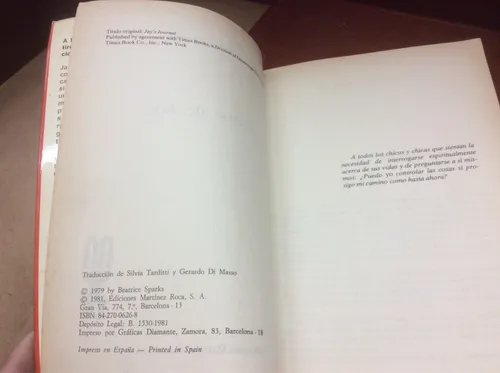 Título original: Jay's Journal
Published by agreement with Times Books, a Division of
Times Book Co., Inc., New York
Traducción de Silvia Tarditti y Gerardo Di Masso
© 1979 by Beatrice Sparks
© 1981, Ediciones Martínez Roca, S. A.
Gran Vía, 774, 7.º, Barcelona - 13
ISBN 84-270-0626-8
Depósito Legal: B. 1530/1981
Impreso por Gráficas Diamante, Zamora, 83, Barcelona - 18
Impreso en España — Printed in Spain
A todos los chicos y chicas que sientan la
necesidad de interrogarse espiritualmente
acerca de sus vidas y de preguntarse a sí mis-
mos: ¿Puedo yo controlar las cosas si pro-
sigo mi camino como hasta ahora?